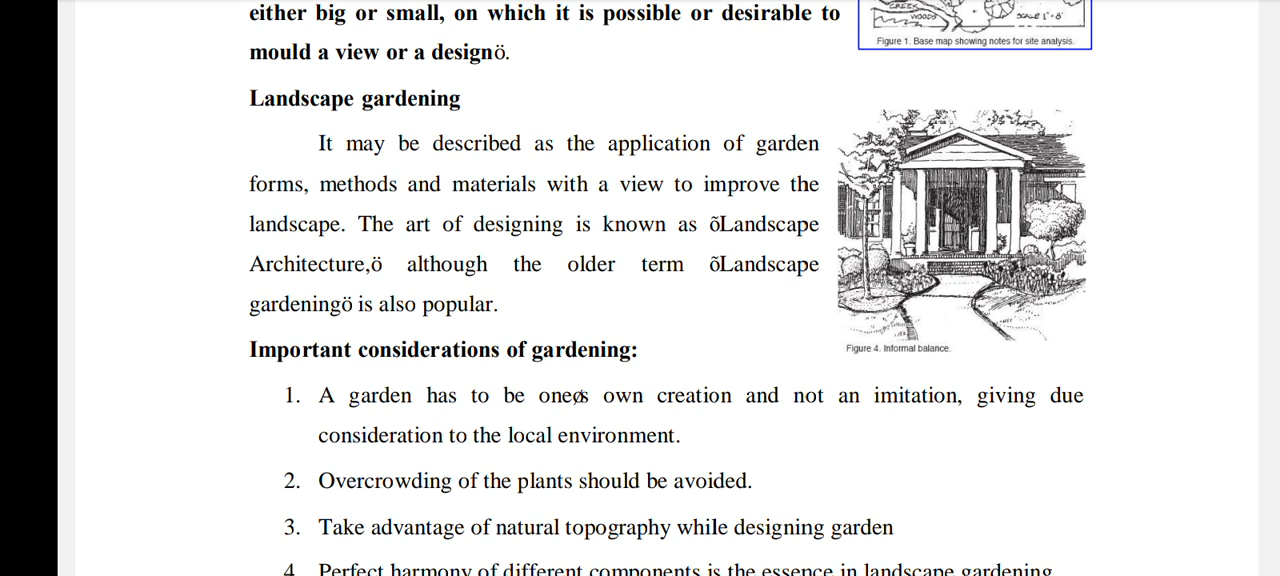 either big or small, on which it is possible or desirable to
mould a view or a designö.
CREEK
WOODS
SCALE 1"=8'
Figure 1. Base map showing notes for site analysis.
Landscape gardening
It may be described as the application of garden
forms, methods and materials with a view to improve the
landscape. The art of designing is known as õLandscape
Architecture,ö although the older term õLandscape
gardeningö is also popular.
Figure 4. Informal balance.
Important considerations of gardening:
1. A garden has to be oneøs own creation and not an imitation, giving due
consideration to the local environment.
2. Overcrowding of the plants should be avoided.
3. Take advantage of natural topography while designing garden
4. Perfect harmony of different components is the essence in landscape gardening